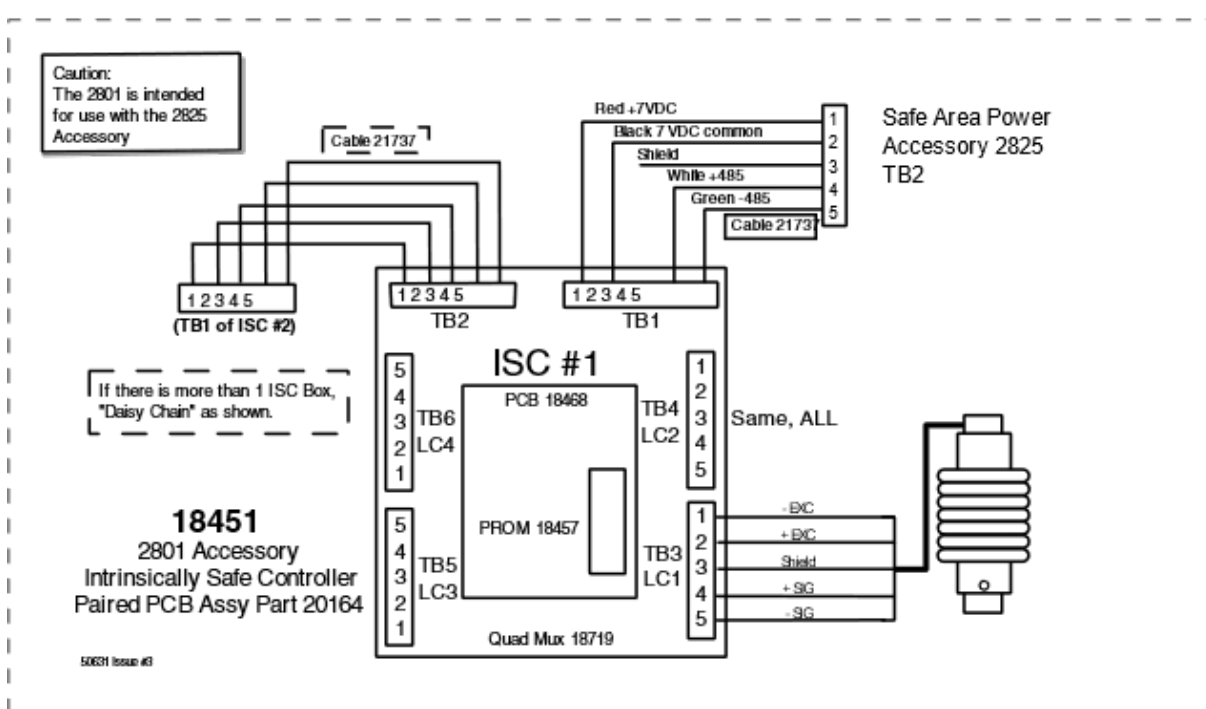 Caution:
The 2801 is intended
for use with the 2825
Accessory
Cable 21737
Red +7VDC
Black 7 VDC common
Shield
White +485
Green -485
Cable 21737
1
2
3
4
5
Safe Area Power
Accessory 2825
TB2
1 2 3 4 5
(TB1 of ISC #2)
1 2 3 4 5
TB2
1 2 3 4 5
TB1
If there is more than 1 ISC Box,
"Daisy Chain" as shown.
ISC #1
PCB 18468
PROM 18457
5
4
3
2
1
TB6
LC4
1
2
3
4
5
TB4
LC2
Same, ALL
5
4
3
2
1
TB5
LC3
1
2
3
4
5
TB3
LC1
- EXC
+ EXC
Shield
+ SIG
- SIG
Quad Mux 18719
18451
2801 Accessory
Intrinsically Safe Controller
Paired PCB Assy Part 20164
50631 Issue #3